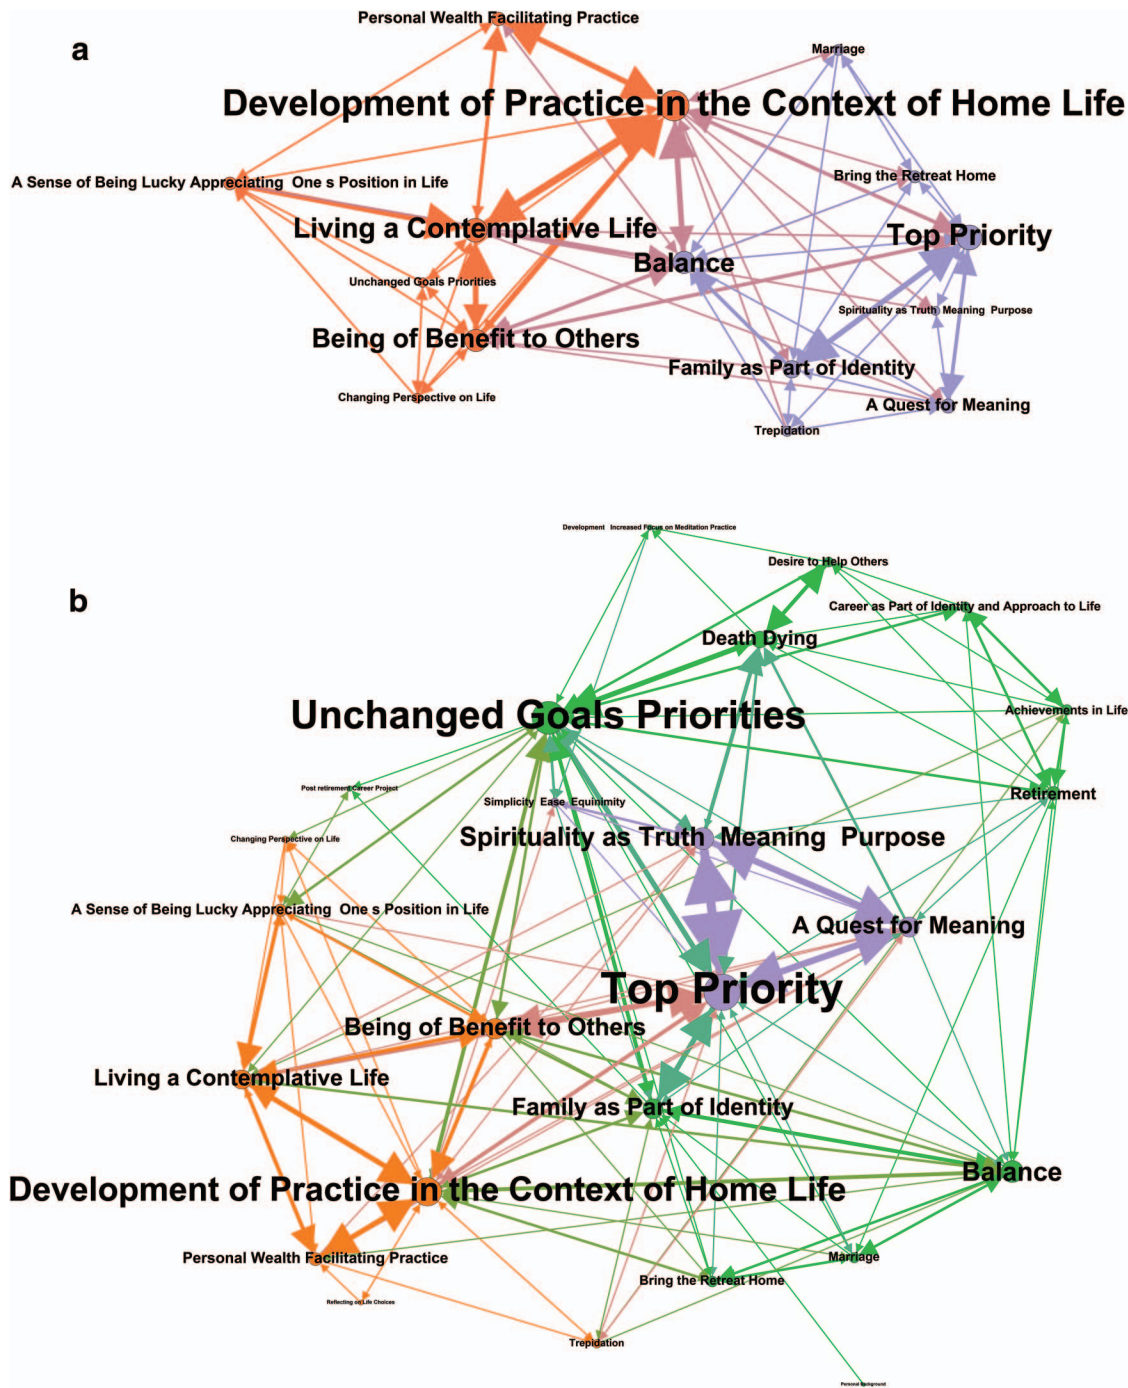 Personal Wealth Facilitating Practice
a
Marriage
Development of Practice in the Context of Home Life
Bring the Retreat Home
A Sense of Being Lucky Appreciating One s Position in Life
Living a Contemplative Life
Top Priority
Balance
Unchanged Goals Priorities
Spirituality as Truth Meaning Purpose
Being of Benefit to Others
Family as Part of Identity
Changing Perspective on Life
A Quest for Meaning
Trepidation
Development Increased Focus on Meditation Practice
Desire to Help Others
b
Career as Part of Identity and Approach to Life
Death Dying
Unchanged Goals Priorities
Achievements in Life
Post retirement Career Project
Retirement
Simplicity Ease Equinimity
Changing Perspective on Life
Spirituality as Truth Meaning Purpose
A Sense of Being Lucky Appreciating One s Position in Life
A Quest for Meaning
Top Priority
Being of Benefit to Others
Living a Contemplative Life
Family as Part of Identity
Balance
Development of Practice in the Context of Home Life
Personal Wealth Facilitating Practice
Marriage
Bring the Retreat Home
Reflecting on Life Choices
Trepidation
Personal Background